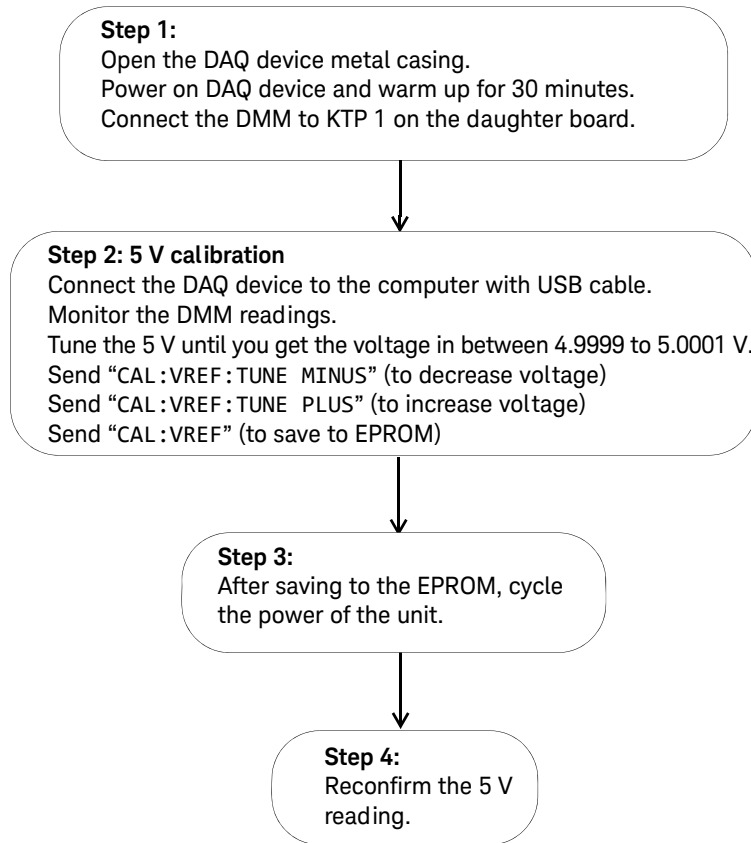 Step 1:
Open the DAQ device metal casing.
Power on DAQ device and warm up for 30 minutes.
Connect the DMM to KTP 1 on the daughter board.
Step 2: 5 V calibration
Connect the DAQ device to the computer with USB cable.
Monitor the DMM readings.
Tune the 5 V until you get the voltage in between 4.9999 to 5.0001 V.
Send “CAL:VREF:TUNE MINUS” (to decrease voltage)
Send “CAL:VREF:TUNE PLUS” (to increase voltage)
Send “CAL:VREF” (to save to EPROM)
Step 3:
After saving to the EPROM, cycle
the power of the unit.
Step 4:
Reconfirm the 5 V
reading.